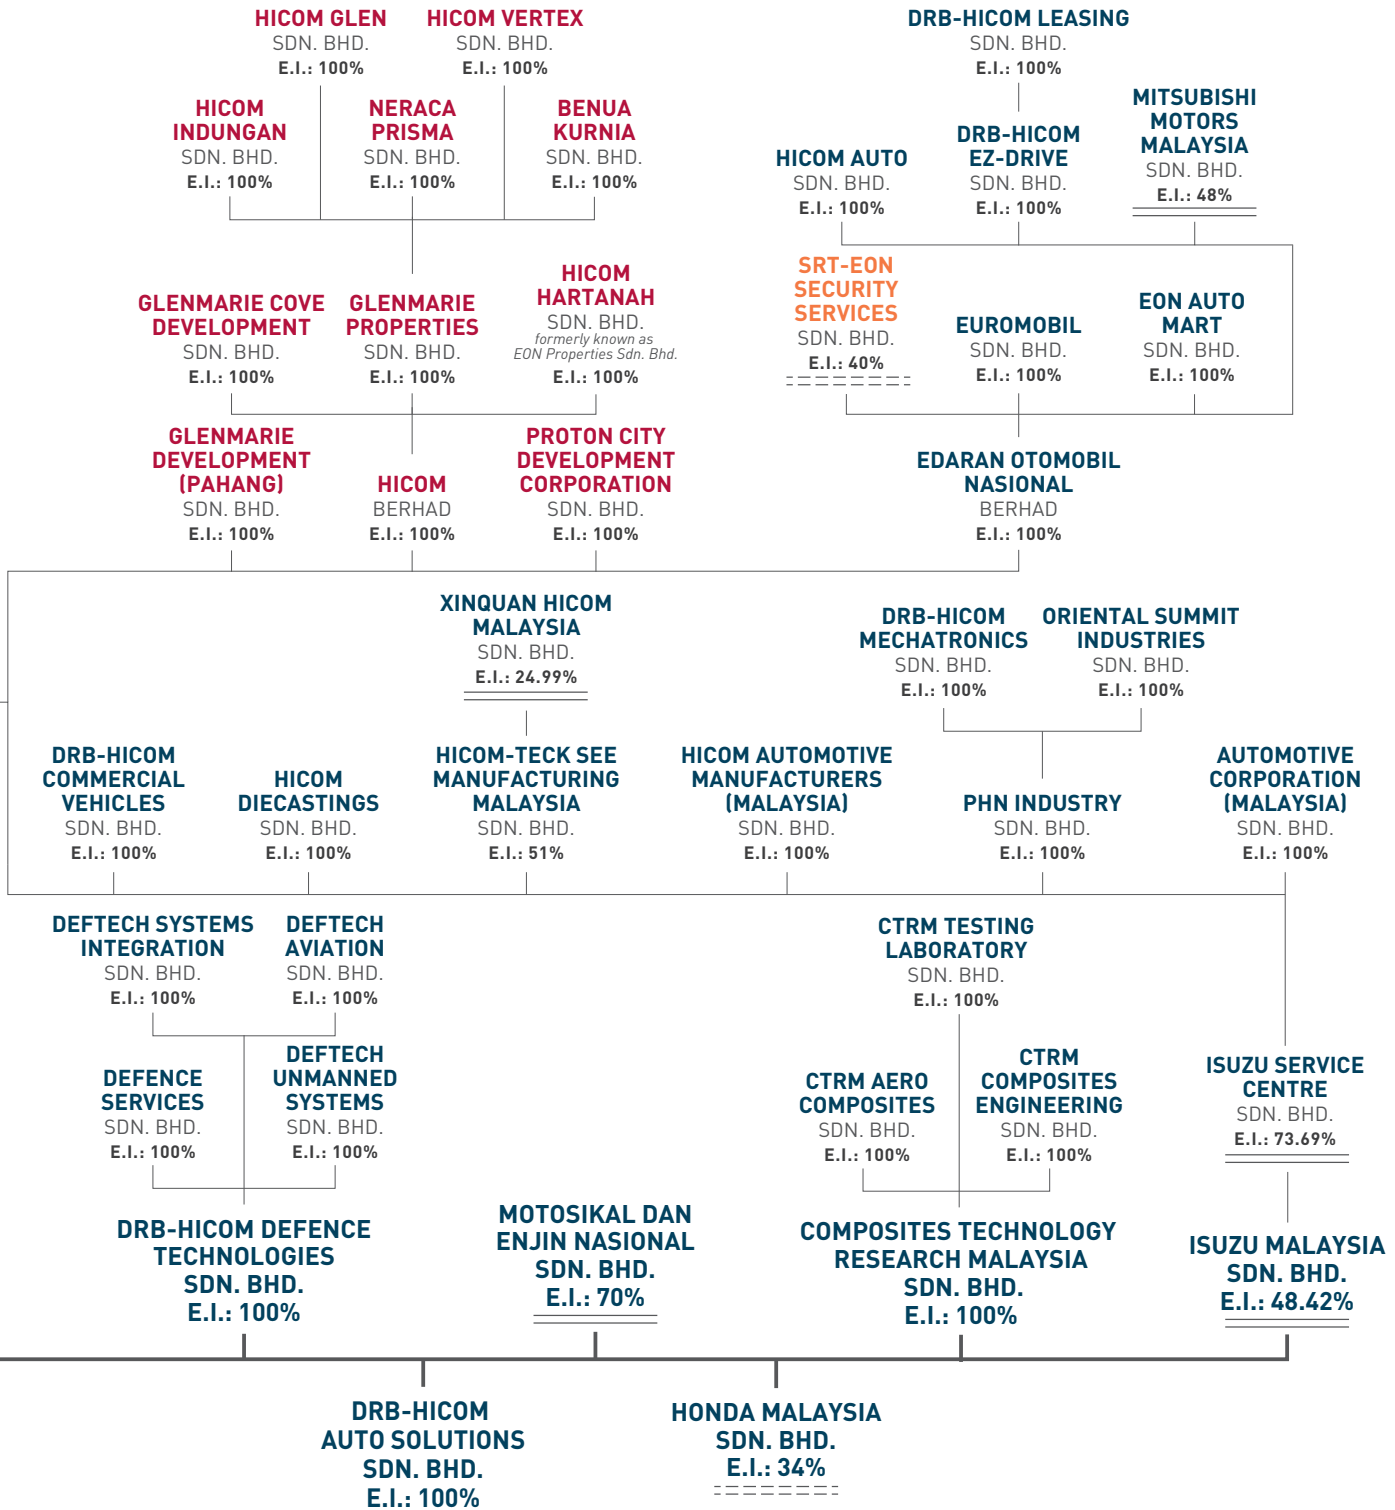 HICOM GLEN
SDN. BHD.
E.I.: 100%
HICOM VERTEX
SDN. BHD.
E.I.: 100%
DRB-HICOM LEASING
SDN. BHD.
E.I.: 100%
HICOM
INDUNGAN
SDN. BHD.
E.I.: 100%
NERACA
PRISMA
SDN. BHD.
E.I.: 100%
BENUA
KURNIA
SDN. BHD.
E.I.: 100%
HICOM AUTO
SDN. BHD.
E.I.: 100%
DRB-HICOM
EZ-DRIVE
SDN. BHD.
E.I.: 100%
MITSUBISHI
MOTORS
MALAYSIA
SDN. BHD.
E.I.: 48%
GLENMARIE COVE
DEVELOPMENT
SDN. BHD.
E.I.: 100%
GLENMARIE
PROPERTIES
SDN. BHD.
E.I.: 100%
HICOM
HARTANAH
SDN. BHD.
formerly known as
EON Properties Sdn. Bhd.
E.I.: 100%
SRT-EON
SECURITY
SERVICES
SDN. BHD.
E.I.: 40%
EUROMOBIL
SDN. BHD.
E.I.: 100%
EON AUTO
MART
SDN. BHD.
E.I.: 100%
GLENMARIE
DEVELOPMENT
(PAHANG)
SDN. BHD.
E.I.: 100%
HICOM
BERHAD
E.I.: 100%
PROTON CITY
DEVELOPMENT
CORPORATION
SDN. BHD.
E.I.: 100%
EDARAN OTOMOBIL
NASIONAL
BERHAD
E.I.: 100%
XINQUAN HICOM
MALAYSIA
SDN. BHD.
E.I.: 24.99%
DRB-HICOM
MECHATRONICS
SDN. BHD.
E.I.: 100%
ORIENTAL SUMMIT
INDUSTRIES
SDN. BHD.
E.I.: 100%
DRB-HICOM
COMMERCIAL
VEHICLES
SDN. BHD.
E.I.: 100%
HICOM
DIECASTINGS
SDN. BHD.
E.I.: 100%
HICOM-TECK SEE
MANUFACTURING
MALAYSIA
SDN. BHD.
E.I.: 51%
HICOM AUTOMOTIVE
MANUFACTURERS
(MALAYSIA)
SDN. BHD.
E.I.: 100%
PHN INDUSTRY
SDN. BHD.
E.I.: 100%
AUTOMOTIVE
CORPORATION
(MALAYSIA)
SDN. BHD.
E.I.: 100%
DEFTECH SYSTEMS
INTEGRATION
SDN. BHD.
E.I.: 100%
DEFTECH
AVIATION
SDN. BHD.
E.I.: 100%
CTRM TESTING
LABORATORY
SDN. BHD.
E.I.: 100%
DEFENCE
SERVICES
SDN. BHD.
E.I.: 100%
DEFTECH
UNMANNED
SYSTEMS
SDN. BHD.
E.I.: 100%
CTRM AERO
COMPOSITES
SDN. BHD.
E.I.: 100%
CTRM
COMPOSITES
ENGINEERING
SDN. BHD.
E.I.: 100%
ISUZU SERVICE
CENTRE
SDN. BHD.
E.I.: 73.69%
DRB-HICOM DEFENCE
TECHNOLOGIES
SDN. BHD.
E.I.: 100%
MOTOSIKAL DAN
ENJIN NASIONAL
SDN. BHD.
E.I.: 70%
COMPOSITES TECHNOLOGY
RESEARCH MALAYSIA
SDN. BHD.
E.I.: 100%
ISUZU MALAYSIA
SDN. BHD.
E.I.: 48.42%
DRB-HICOM
AUTO SOLUTIONS
SDN. BHD.
E.I.: 100%
HONDA MALAYSIA
SDN. BHD.
E.I.: 34%